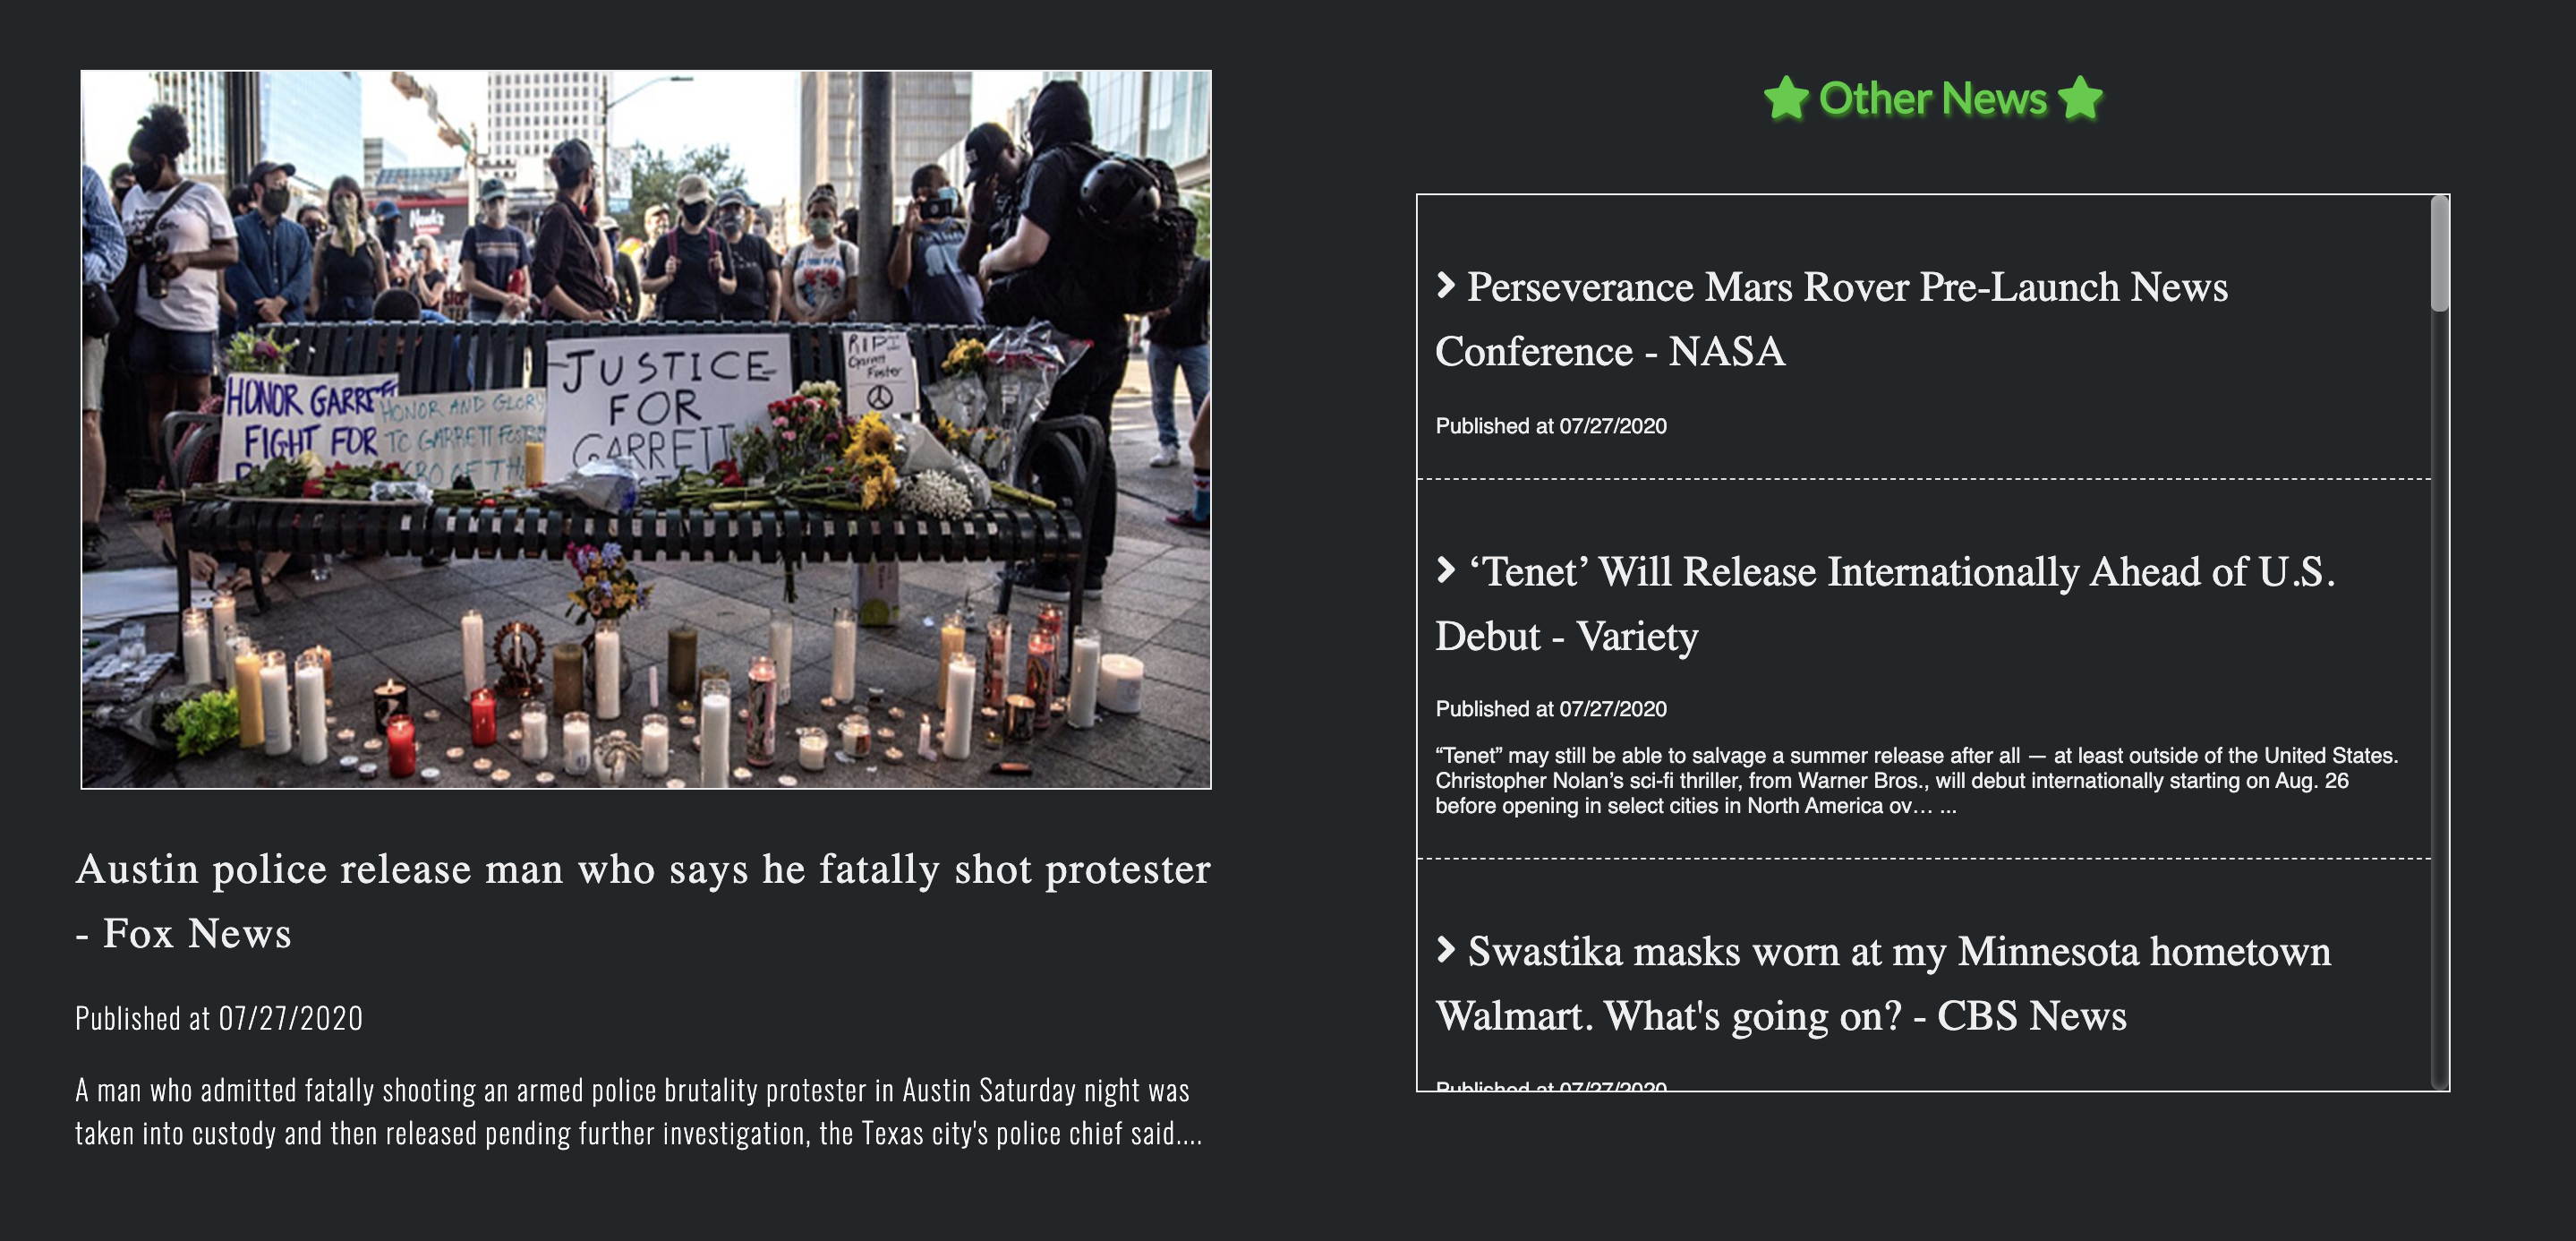 HONOR GARRETT
FIGHT FOR
HONOR AND GLORY
TO GARRETT FOSTER
OF THE
JUSTICE
FOR
GARRETT
RIP
Garrett
Foster
Austin police release man who says he fatally shot protester
- Fox News
Published at 07/27/2020
A man who admitted fatally shooting an armed police brutality protester in Austin Saturday night was
taken into custody and then released pending further investigation, the Texas city's police chief said....
Other News
Perseverance Mars Rover Pre-Launch News
Conference - NASA
Published at 07/27/2020
‘Tenet’ Will Release Internationally Ahead of U.S.
Debut - Variety
Published at 07/27/2020
“Tenet” may still be able to salvage a summer release after all — at least outside of the United States.
Christopher Nolan’s sci-fi thriller, from Warner Bros., will debut internationally starting on Aug. 26
before opening in select cities in North America ov… ...
Swastika masks worn at my Minnesota hometown
Walmart. What's going on? - CBS News
Published at 07/27/2020